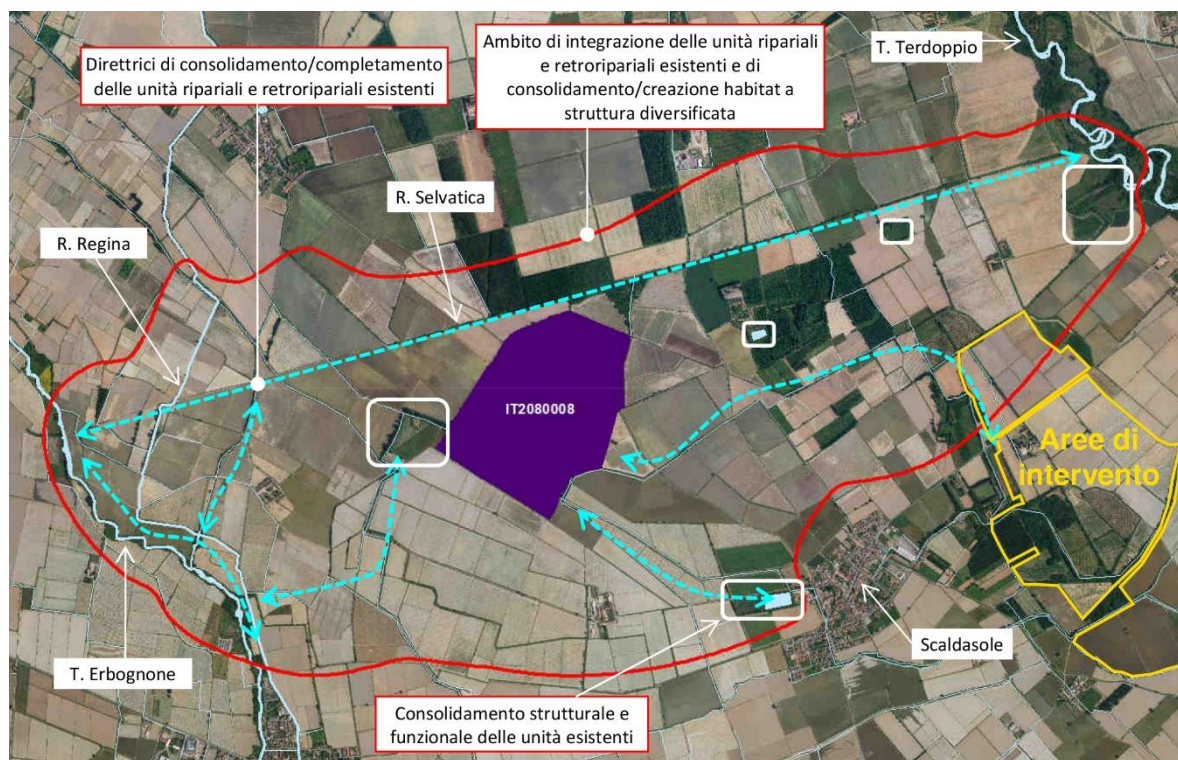 Direttrici di consolidamento/completamento
delle unità ripariali e retroripariali esistenti
Ambito di integrazione delle unità ripariali
e retroripariali esistenti e di
consolidamento/creazione habitat a
struttura diversificata
T. Terdoppio
R. Selvatica
R. Regina
IT2080008
Aree di
intervento
T. Erbognone
Scaldasole
Consolidamento strutturale e
funzionale delle unità esistenti